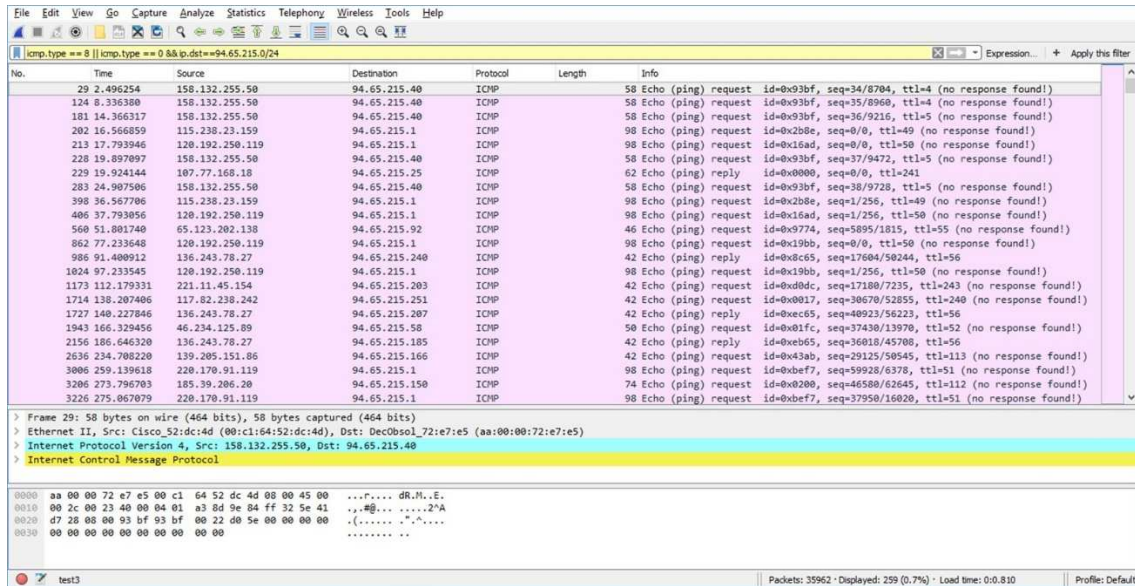 File Edit View Go Capture Analyze Statistics Telephony Wireless Tools Help
icmp.type == 8 || icmp.type == 0 && ip.dst==94.65.215.0/24 Expression... + Apply this filter
No. Time Source Destination Protocol Length Info
29 2.496254 158.132.255.50 94.65.215.40 ICMP 58 Echo (ping) request id=0x93bf, seq=34/8704, ttl=4 (no response found!)
124 8.336380 158.132.255.50 94.65.215.40 ICMP 58 Echo (ping) request id=0x93bf, seq=35/8960, ttl=4 (no response found!)
181 14.366317 158.132.255.50 94.65.215.40 ICMP 58 Echo (ping) request id=0x93bf, seq=36/9216, ttl=5 (no response found!)
202 16.566859 115.238.23.159 94.65.215.1 ICMP 98 Echo (ping) request id=0x2b8e, seq=0/0, ttl=49 (no response found!)
213 17.793946 120.192.250.119 94.65.215.1 ICMP 98 Echo (ping) request id=0x16ad, seq=0/0, ttl=50 (no response found!)
228 19.897097 158.132.255.50 94.65.215.40 ICMP 58 Echo (ping) request id=0x93bf, seq=37/9472, ttl=5 (no response found!)
229 19.924144 107.77.168.18 94.65.215.25 ICMP 62 Echo (ping) reply id=0x0000, seq=0/0, ttl=241
283 24.907506 158.132.255.50 94.65.215.40 ICMP 58 Echo (ping) request id=0x93bf, seq=38/9728, ttl=5 (no response found!)
398 36.567706 115.238.23.159 94.65.215.1 ICMP 98 Echo (ping) request id=0x2b8e, seq=1/256, ttl=49 (no response found!)
406 37.793056 120.192.250.119 94.65.215.1 ICMP 98 Echo (ping) request id=0x16ad, seq=1/256, ttl=50 (no response found!)
560 51.801740 65.123.202.138 94.65.215.92 ICMP 46 Echo (ping) request id=0x9774, seq=5895/1815, ttl=55 (no response found!)
862 77.233648 120.192.250.119 94.65.215.1 ICMP 98 Echo (ping) request id=0x19bb, seq=0/0, ttl=50 (no response found!)
986 91.400912 136.243.78.27 94.65.215.240 ICMP 42 Echo (ping) reply id=0x8c65, seq=17604/50244, ttl=56
1024 97.233545 120.192.250.119 94.65.215.1 ICMP 98 Echo (ping) request id=0x19bb, seq=1/256, ttl=50 (no response found!)
1173 112.179331 221.11.45.154 94.65.215.203 ICMP 42 Echo (ping) request id=0xd0dc, seq=17180/7235, ttl=243 (no response found!)
1714 138.207406 117.82.238.242 94.65.215.251 ICMP 42 Echo (ping) request id=0x0017, seq=30670/52855, ttl=240 (no response found!)
1727 140.227846 136.243.78.27 94.65.215.207 ICMP 42 Echo (ping) reply id=0xec65, seq=40923/56223, ttl=56
1943 166.329456 46.234.125.89 94.65.215.58 ICMP 50 Echo (ping) request id=0x01fc, seq=37430/13970, ttl=52 (no response found!)
2156 186.646320 136.243.78.27 94.65.215.185 ICMP 42 Echo (ping) reply id=0xeb65, seq=36018/45708, ttl=56
2636 234.708220 139.205.151.86 94.65.215.166 ICMP 42 Echo (ping) request id=0x43ab, seq=29125/50545, ttl=113 (no response found!)
3006 259.139618 220.170.91.119 94.65.215.1 ICMP 98 Echo (ping) request id=0xbef7, seq=59928/6378, ttl=51 (no response found!)
3206 273.796703 185.39.206.20 94.65.215.150 ICMP 74 Echo (ping) request id=0x0200, seq=46580/62645, ttl=112 (no response found!)
3226 275.067079 220.170.91.119 94.65.215.1 ICMP 98 Echo (ping) request id=0xbef7, seq=37950/16020, ttl=51 (no response found!)
> Frame 29: 58 bytes on wire (464 bits), 58 bytes captured (464 bits)
> Ethernet II, Src: Cisco_52:dc:4d (00:c1:64:52:dc:4d), Dst: DecObsol_72:e7:e5 (aa:00:00:72:e7:e5)
> Internet Protocol Version 4, Src: 158.132.255.50, Dst: 94.65.215.40
> Internet Control Message Protocol
0000 aa 00 00 72 e7 e5 00 c1 64 52 dc 4d 08 00 45 00 ...r.... dR.M..E.
0010 00 2c 00 23 40 00 04 01 a3 8d 9e 84 ff 32 5e 41 .,.#@... .....2^A
0020 d7 28 08 00 93 bf 93 bf 00 22 d0 5e 00 00 00 00 .(...... .".^....
0030 00 00 00 00 00 00 00 00 00 00 ........ ..
test3 Packets: 35962 · Displayed: 259 (0.7%) · Load time: 0:0.810 Profile: Defaul